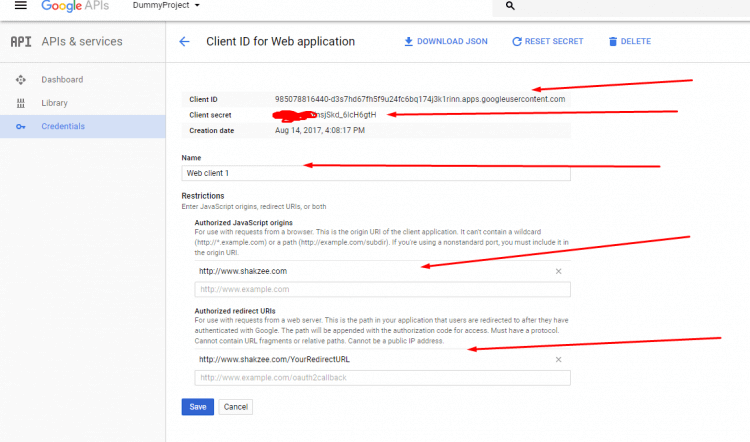 Google APIs DummyProject
API APIs & services Client ID for Web application DOWNLOAD JSON RESET SECRET DELETE
Dashboard
Library
Credentials
Client ID 985078816440-d3s7hd67fh5f9u24fc6bq174j3k1rinn.apps.googleusercontent.com
Client secret
Creation date Aug 14, 2017, 4:08:17 PM
Name
Web client 1
Restrictions
Enter JavaScript origins, redirect URIs, or both
Authorized JavaScript origins
For use with requests from a browser. This is the origin URI of the client application. It can't contain a wildcard
(http://*.example.com) or a path (http://example.com/subdir). If you're using a nonstandard port, you must include it in
the origin URI.
http://www.shakzee.com
http://www.example.com
Authorized redirect URIs
For use with requests from a web server. This is the path in your application that users are redirected to after they have
authenticated with Google. The path will be appended with the authorization code for access. Must have a protocol.
Cannot contain URL fragments or relative paths. Cannot be a public IP address.
http://www.shakzee/YourRedirectURL
http://www.example.com/oauth2callback
Save Cancel